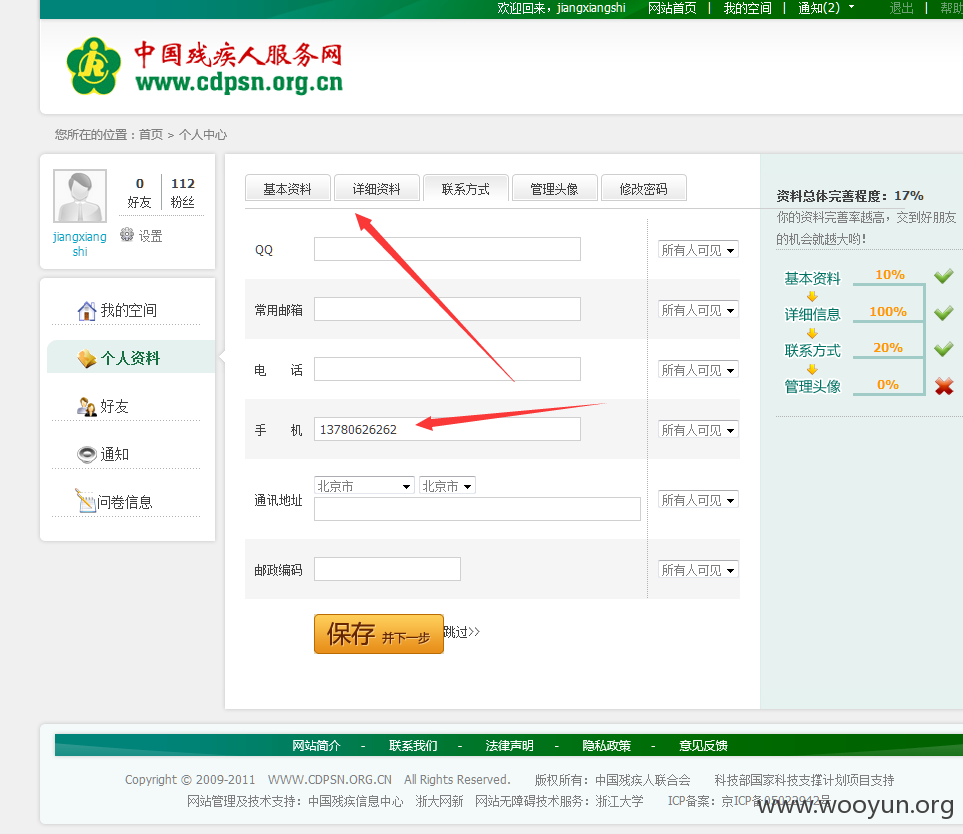 欢迎回来，jiangxiangshi 网站首页 | 我的空间 | 通知(2) 退出 | 帮助
中国残疾人服务网
www.cdpsn.org.cn
您所在的位置：首页 > 个人中心
0 112
好友 粉丝
jiangxiang
shi
设置
我的空间
个人资料
好友
通知
问卷信息
基本资料 详细资料 联系方式 管理头像 修改密码
QQ 所有人可见
常用邮箱 所有人可见
电 话 所有人可见
手 机 13780626262 所有人可见
通讯地址 北京市 北京市 所有人可见
邮政编码 所有人可见
保存 并下一步 跳过>>
资料总体完善程度：17%
你的资料完善率越高，交到好朋友
的机会就越大哟!
基本资料 10%
详细信息 100%
联系方式 20%
管理头像 0%
网站简介 - 联系我们 - 法律声明 - 隐私政策 - 意见反馈
Copyright © 2009-2011 WWW.CDPSN.ORG.CN All Rights Reserved. 版权所有：中国残疾人联合会 科技部国家科技支撑计划项目支持
网站管理及技术支持：中国残疾信息中心 浙大网新 网站无障碍技术服务：浙江大学 ICP备案：京ICP备05022942号
www.wooyun.org